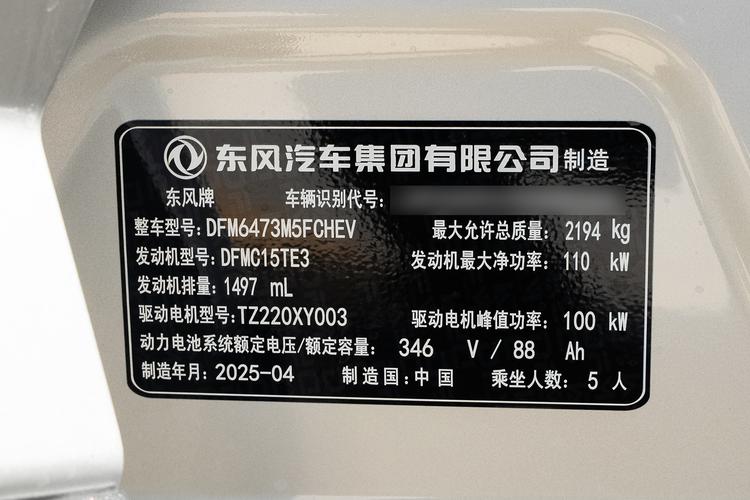 东风汽车集团有限公司制造
东风牌 车辆识别代号:
整车型号:DFM6473M5FCHEV 最大允许总质量: 2194 kg
发动机型号:DFMC15TE3 发动机最大净功率: 110 kW
发动机排量:1497 mL
驱动电机型号:TZ220XY003 驱动电机峰值功率: 100 kW
动力电池系统额定电压/额定容量: 346 V / 88 Ah
制造年月:2025-04 制造国:中国 乘坐人数: 5 人